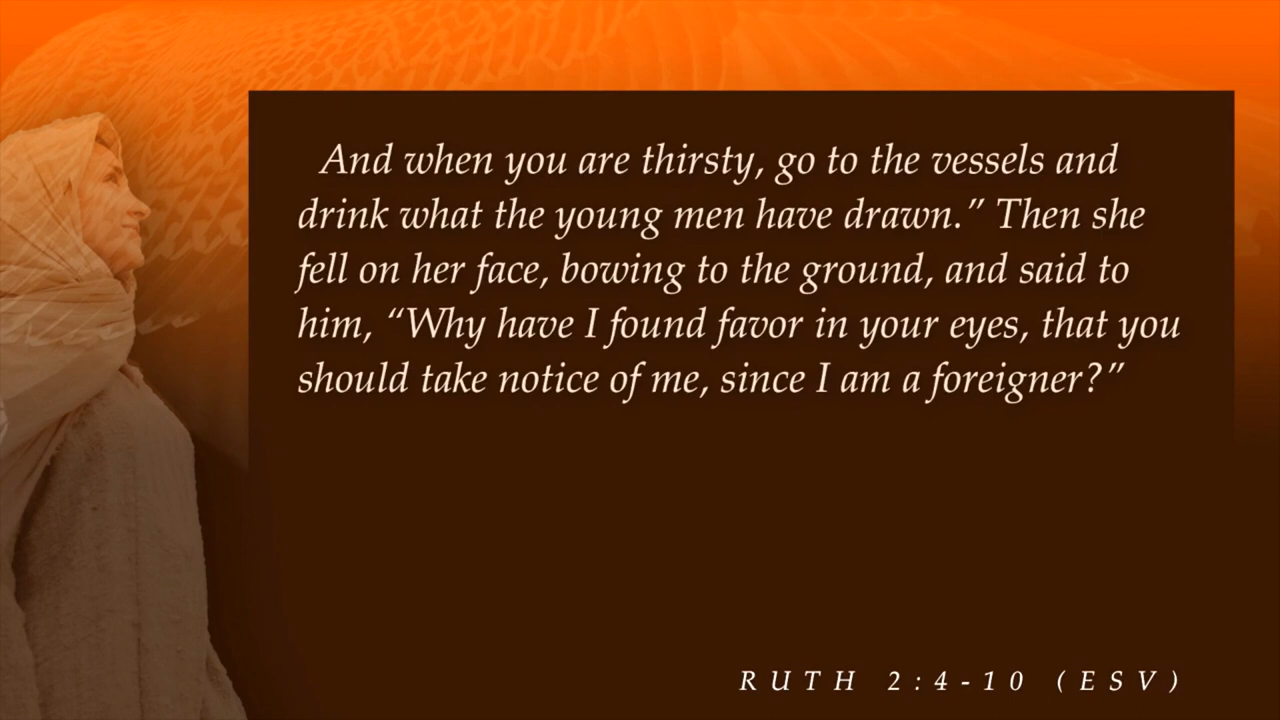 And when you are thirsty, go to the vessels and
drink what the young men have drawn.” Then she
fell on her face, bowing to the ground, and said to
him, “Why have I found favor in your eyes, that you
should take notice of me, since I am a foreigner?”
RUTH 2:4-10 (ESV)